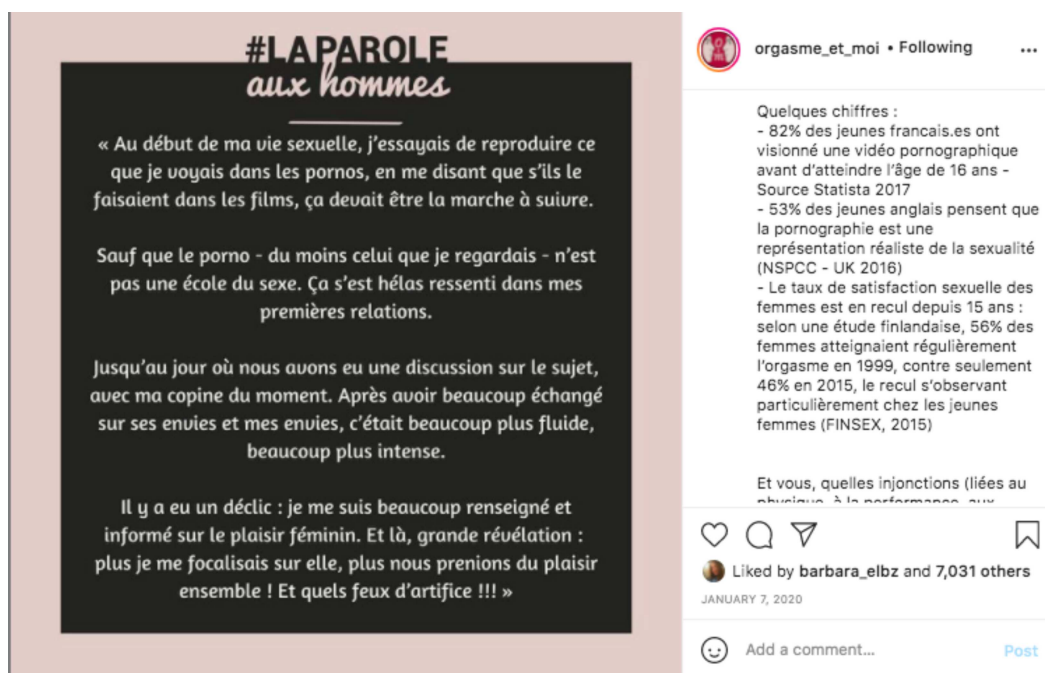 #LAPAROLE
aux hommes
« Au début de ma vie sexuelle, j'essayais de reproduire ce
que je voyais dans les pornos, en me disant que s'ils le
faisaient dans les films, ça devait être la marche à suivre.
Sauf que le porno - du moins celui que je regardais - n'est
pas une école du sexe. Ça s'est hélas ressenti dans mes
premières relations.
Jusqu'au jour où nous avons eu une discussion sur le sujet,
avec ma copine du moment. Après avoir beaucoup échangé
sur ses envies et mes envies, c'était beaucoup plus fluide,
beaucoup plus intense.
Il y a eu un déclic : je me suis beaucoup renseigné et
informé sur le plaisir féminin. Et là, grande révélation :
plus je me focalisais sur elle, plus nous prenions du plaisir
ensemble ! Et quels feux d'artifice !!! »
orgasme_et_moi • Following
Quelques chiffres :
- 82% des jeunes francais.es ont
visionné une vidéo pornographique
avant d'atteindre l'âge de 16 ans -
Source Statista 2017
- 53% des jeunes anglais pensent que
la pornographie est une
représentation réaliste de la sexualité
(NSPCC - UK 2016)
- Le taux de satisfaction sexuelle des
femmes est en recul depuis 15 ans :
selon une étude finlandaise, 56% des
femmes atteignaient régulièrement
l'orgasme en 1999, contre seulement
46% en 2015, le recul s'observant
particulièrement chez les jeunes
femmes (FINSEX, 2015)
Et vous, quelles injonctions (liées au
physique, à la performance, aux
Liked by barbara_elbz and 7,031 others
JANUARY 7, 2020
Add a comment...
Post